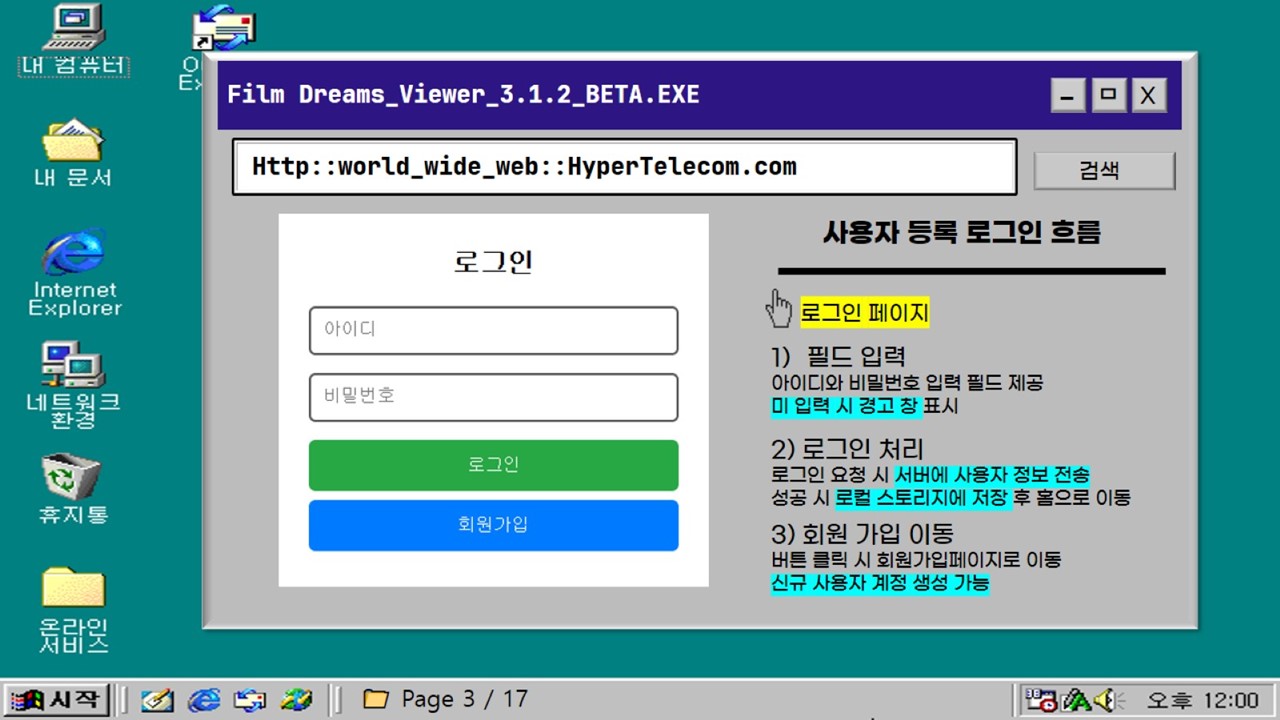 내 컴퓨터
내 문서
Internet
Explorer
네트워크
환경
휴지통
온라인
서비스
O
Ex
Film Dreams_Viewer_3.1.2_BETA.EXE
X
Http::world_wide_web::HyperTelecom.com
검색
로그인
아이디
비밀번호
로그인
회원가입
사용자 등록 로그인 흐름
로그인 페이지
1) 필드 입력
아이디와 비밀번호 입력 필드 제공
미 입력 시 경고 창 표시
2) 로그인 처리
로그인 요청 시 서버에 사용자 정보 전송
성공 시 로컬 스토리지에 저장 후 홈으로 이동
3) 회원 가입 이동
버튼 클릭 시 회원가입페이지로 이동
신규 사용자 계정 생성 가능
시작
Page 3 / 17
오후 12:00